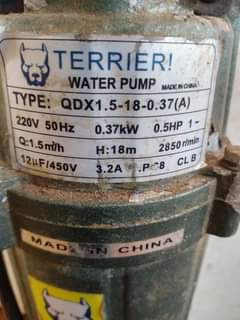 TERRIER!
WATER PUMP MADE IN CHINA
TYPE: QDX1.5-18-0.37(A)
220V 50Hz 0.37kW 0.5HP 1~
Q:1.5m³/h H:18m 2850r/min
12µF/450V 3.2A CL B
MADE IN CHINA